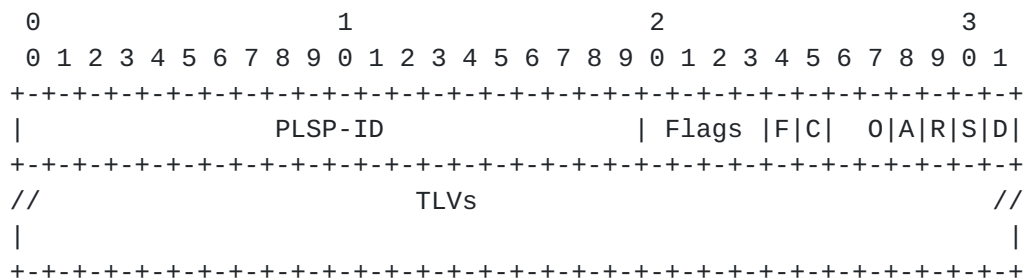 0                   1                   2                   3
 0 1 2 3 4 5 6 7 8 9 0 1 2 3 4 5 6 7 8 9 0 1 2 3 4 5 6 7 8 9 0 1
+-+-+-+-+-+-+-+-+-+-+-+-+-+-+-+-+-+-+-+-+-+-+-+-+-+-+-+-+-+-+-+-+
|                PLSP-ID                | Flags |F|C|  O|A|R|S|D|
+-+-+-+-+-+-+-+-+-+-+-+-+-+-+-+-+-+-+-+-+-+-+-+-+-+-+-+-+-+-+-+-+
//                        TLVs                                 //
|                                                               |
+-+-+-+-+-+-+-+-+-+-+-+-+-+-+-+-+-+-+-+-+-+-+-+-+-+-+-+-+-+-+-+-+